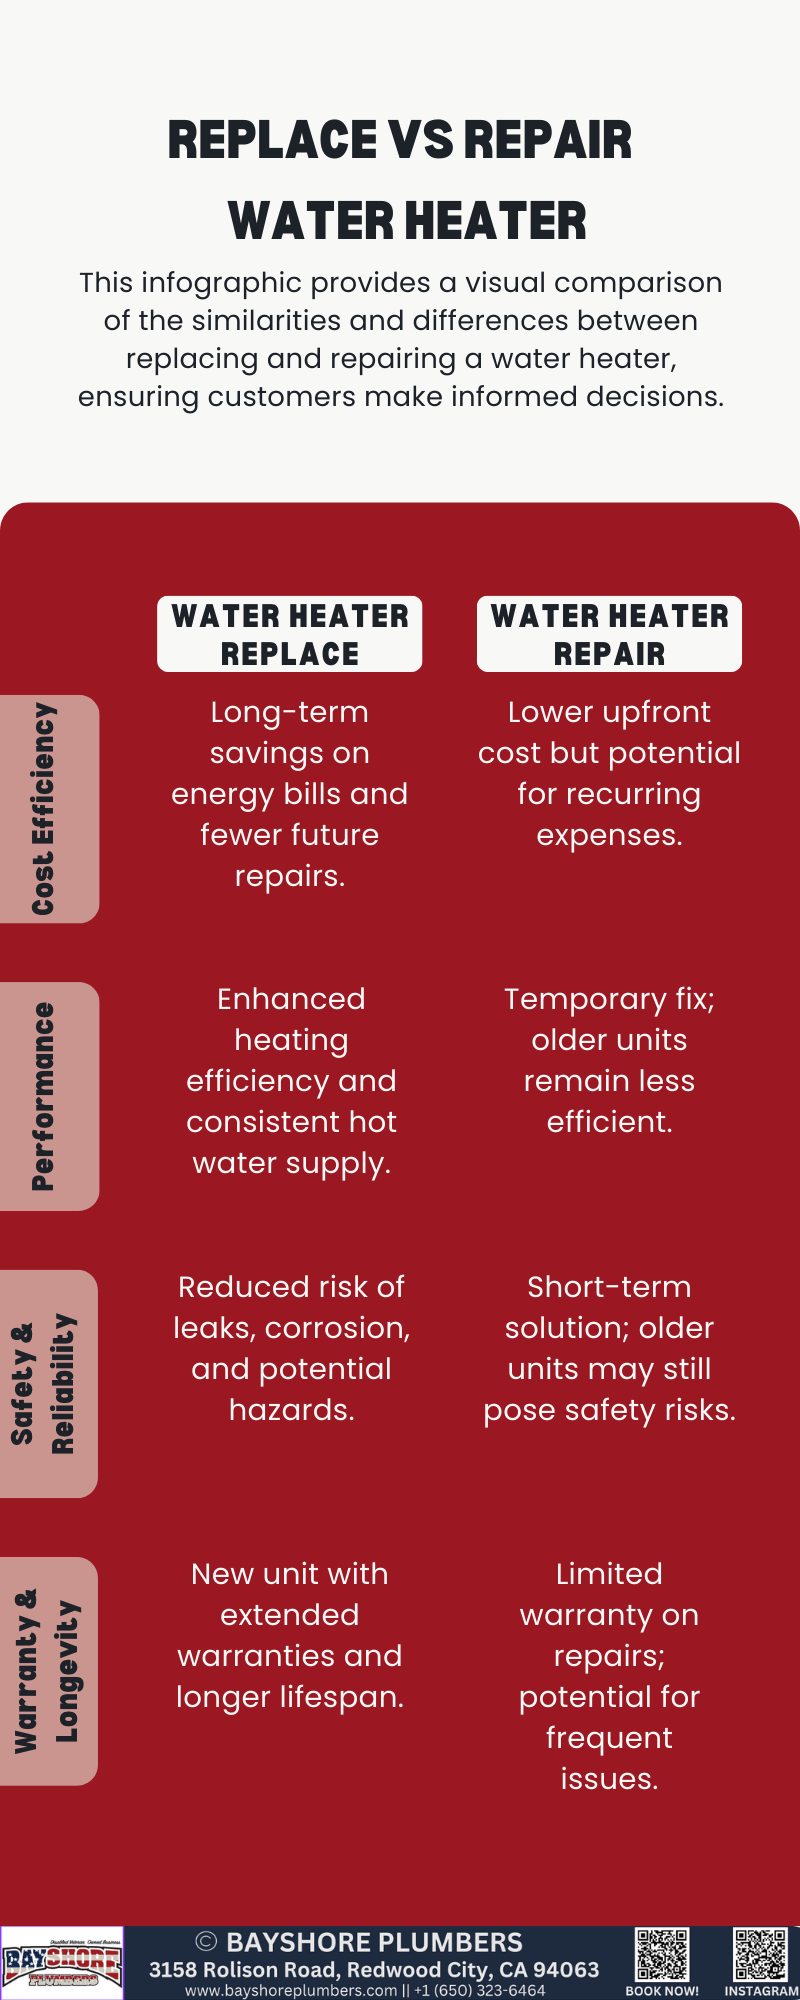 REPLACE VS REPAIR
WATER HEATER
This infographic provides a visual comparison
of the similarities and differences between
replacing and repairing a water heater,
ensuring customers make informed decisions.
WATER HEATER
REPLACE
WATER HEATER
REPAIR
Cost Efficiency
Long-term
savings on
energy bills and
fewer future
repairs.
Lower upfront
cost but potential
for recurring
expenses.
Performance
Enhanced
heating
efficiency and
consistent hot
water supply.
Temporary fix;
older units
remain less
efficient.
Safety &
Reliability
Reduced risk of
leaks, corrosion,
and potential
hazards.
Short-term
solution; older
units may still
pose safety risks.
Warranty &
Longevity
New unit with
extended
warranties and
longer lifespan.
Limited
warranty on
repairs;
potential for
frequent
issues.
Disabled Veteran Owned Business
BAYSHORE
PLUMBERS
© BAYSHORE PLUMBERS
3158 Rolison Road, Redwood City, CA 94063
www.bayshoreplumbers.com || +1 (650) 323-6464
BOOK NOW!
INSTAGRAM